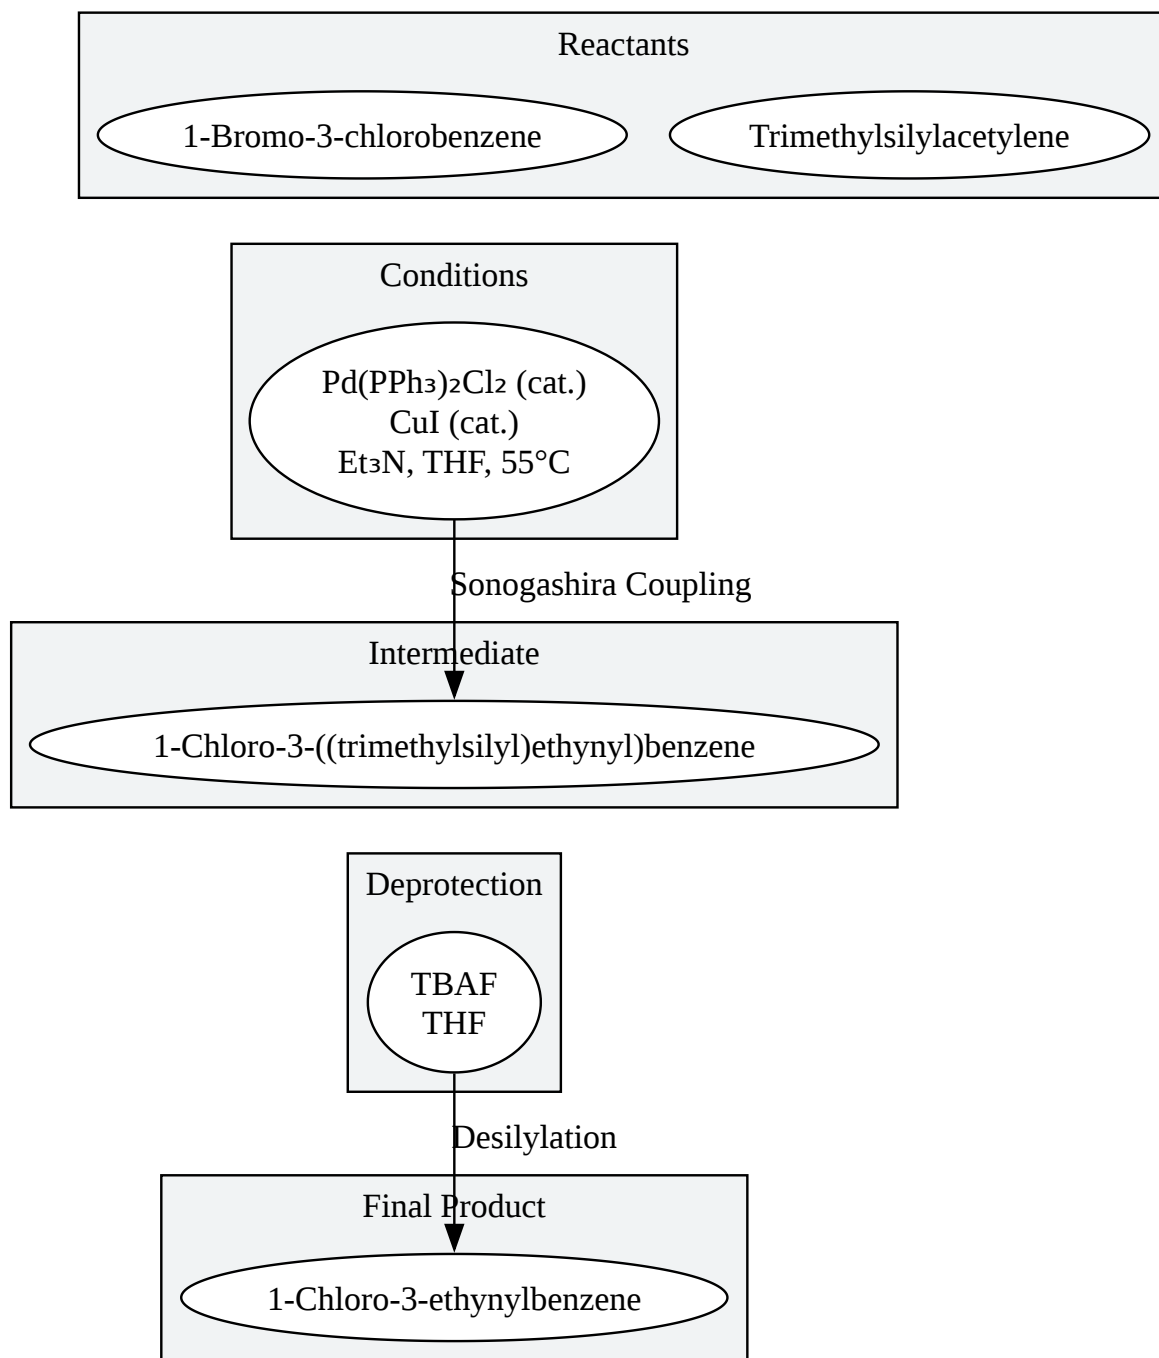 Reactants
1-Bromo-3-chlorobenzene
Trimethylsilylacetylene
Conditions
Pd(PPh₃)₂Cl₂ (cat.)
CuI (cat.)
Et₃N, THF, 55°C
Sonogashira Coupling
Intermediate
1-Chloro-3-((trimethylsilyl)ethynyl)benzene
Deprotection
TBAF
THF
Desilylation
Final Product
1-Chloro-3-ethynylbenzene